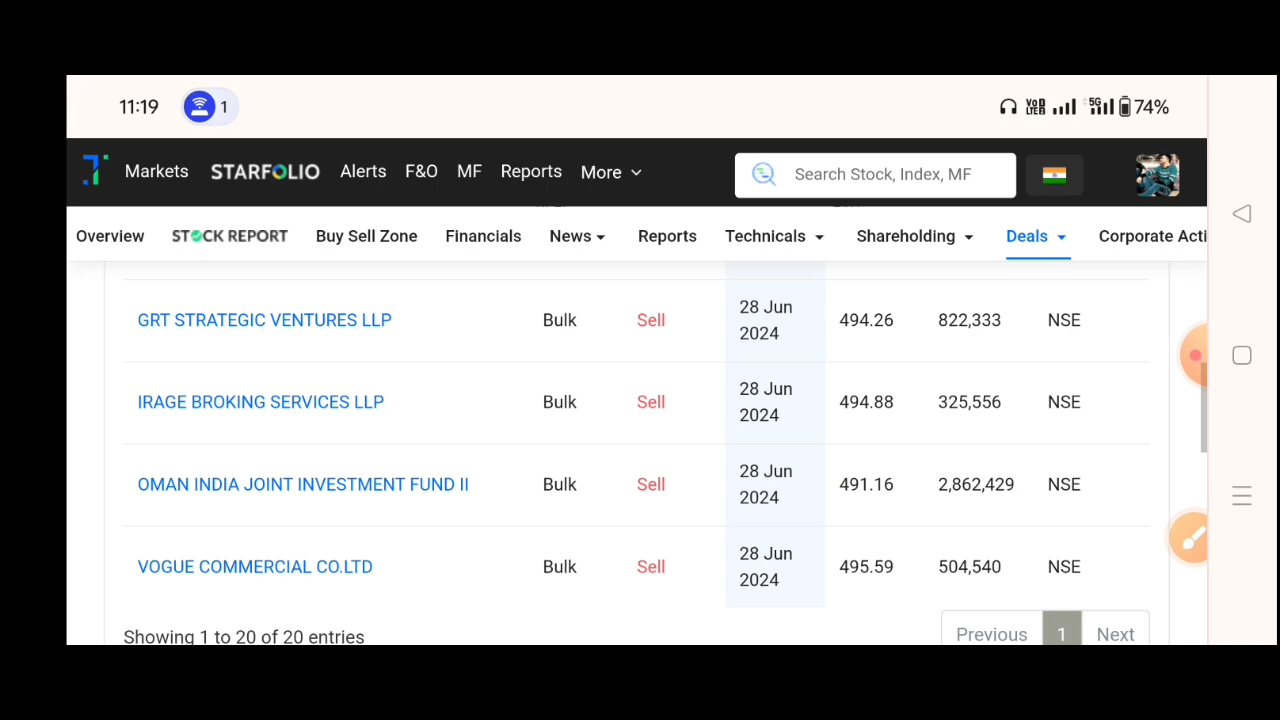 11:19 1 VoD LTE 5G 74%
Markets STARFOLIO Alerts F&O MF Reports More Search Stock, Index, MF
Overview STOCK REPORT Buy Sell Zone Financials News Reports Technicals Shareholding Deals Corporate Acti
GRT STRATEGIC VENTURES LLP Bulk Sell 28 Jun 2024 494.26 822,333 NSE
IRAGE BROKING SERVICES LLP Bulk Sell 28 Jun 2024 494.88 325,556 NSE
OMAN INDIA JOINT INVESTMENT FUND II Bulk Sell 28 Jun 2024 491.16 2,862,429 NSE
VOGUE COMMERCIAL CO.LTD Bulk Sell 28 Jun 2024 495.59 504,540 NSE
Showing 1 to 20 of 20 entries Previous 1 Next